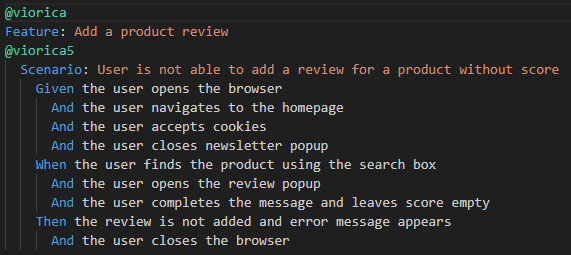 @viorica
Feature: Add a product review
@viorica5
Scenario: User is not able to add a review for a product without score
Given the user opens the browser
And the user navigates to the homepage
And the user accepts cookies
And the user closes newsletter popup
When the user finds the product using the search box
And the user opens the review popup
And the user completes the message and leaves score empty
Then the review is not added and error message appears
And the user closes the browser